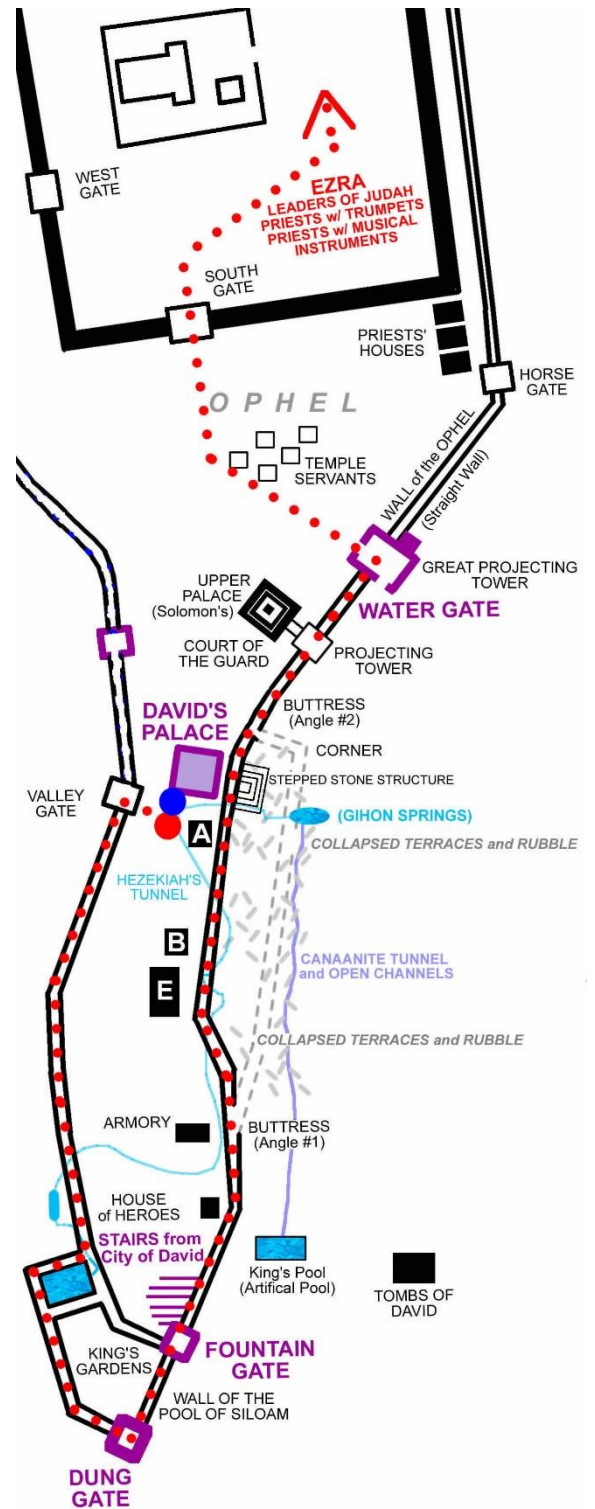 WEST
GATE
EZRA
LEADERS OF JUDAH
PRIESTS w/ TRUMPETS
PRIESTS w/ MUSICAL
INSTRUMENTS
SOUTH
GATE
PRIESTS'
HOUSES
HORSE
GATE
OPHEL
WALL of the OPHEL
(Straight Wall)
TEMPLE
SERVANTS
GREAT PROJECTING
TOWER
WATER GATE
UPPER
PALACE
(Solomon's)
COURT OF
THE GUARD
PROJECTING
TOWER
BUTTRESS
(Angle #2)
DAVID'S
PALACE
CORNER
STEPPED STONE STRUCTURE
VALLEY
GATE
(GIHON SPRINGS)
A
COLLAPSED TERRACES and RUBBLE
HEZEKIAH'S
TUNNEL
B
CANAANITE TUNNEL
and OPEN CHANNELS
E
COLLAPSED TERRACES and RUBBLE
ARMORY
BUTTRESS
(Angle #1)
HOUSE
of HEROES
STAIRS from
City of David
King's Pool
(Artifical Pool)
TOMBS OF
DAVID
KING'S
GARDENS
FOUNTAIN
GATE
WALL OF THE
POOL OF SILOAM
DUNG
GATE